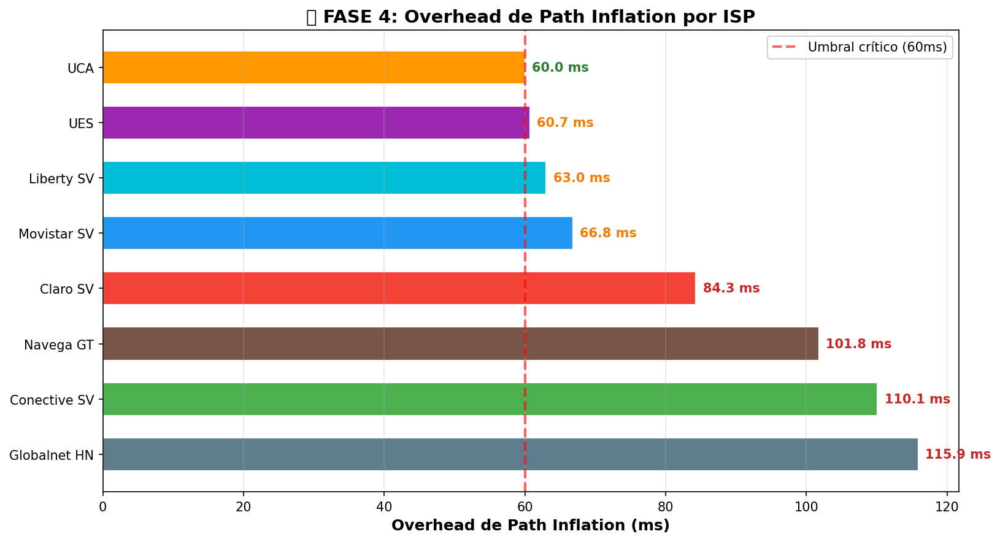 FASE 4: Overhead de Path Inflation por ISP
Umbral crítico (60ms)
UCA 60.0 ms
UES 60.7 ms
Liberty SV 63.0 ms
Movistar SV 66.8 ms
Claro SV 84.3 ms
Navega GT 101.8 ms
Conective SV 110.1 ms
Globalnet HN 115.9 ms
0 20 40 60 80 100 120
Overhead de Path Inflation (ms)